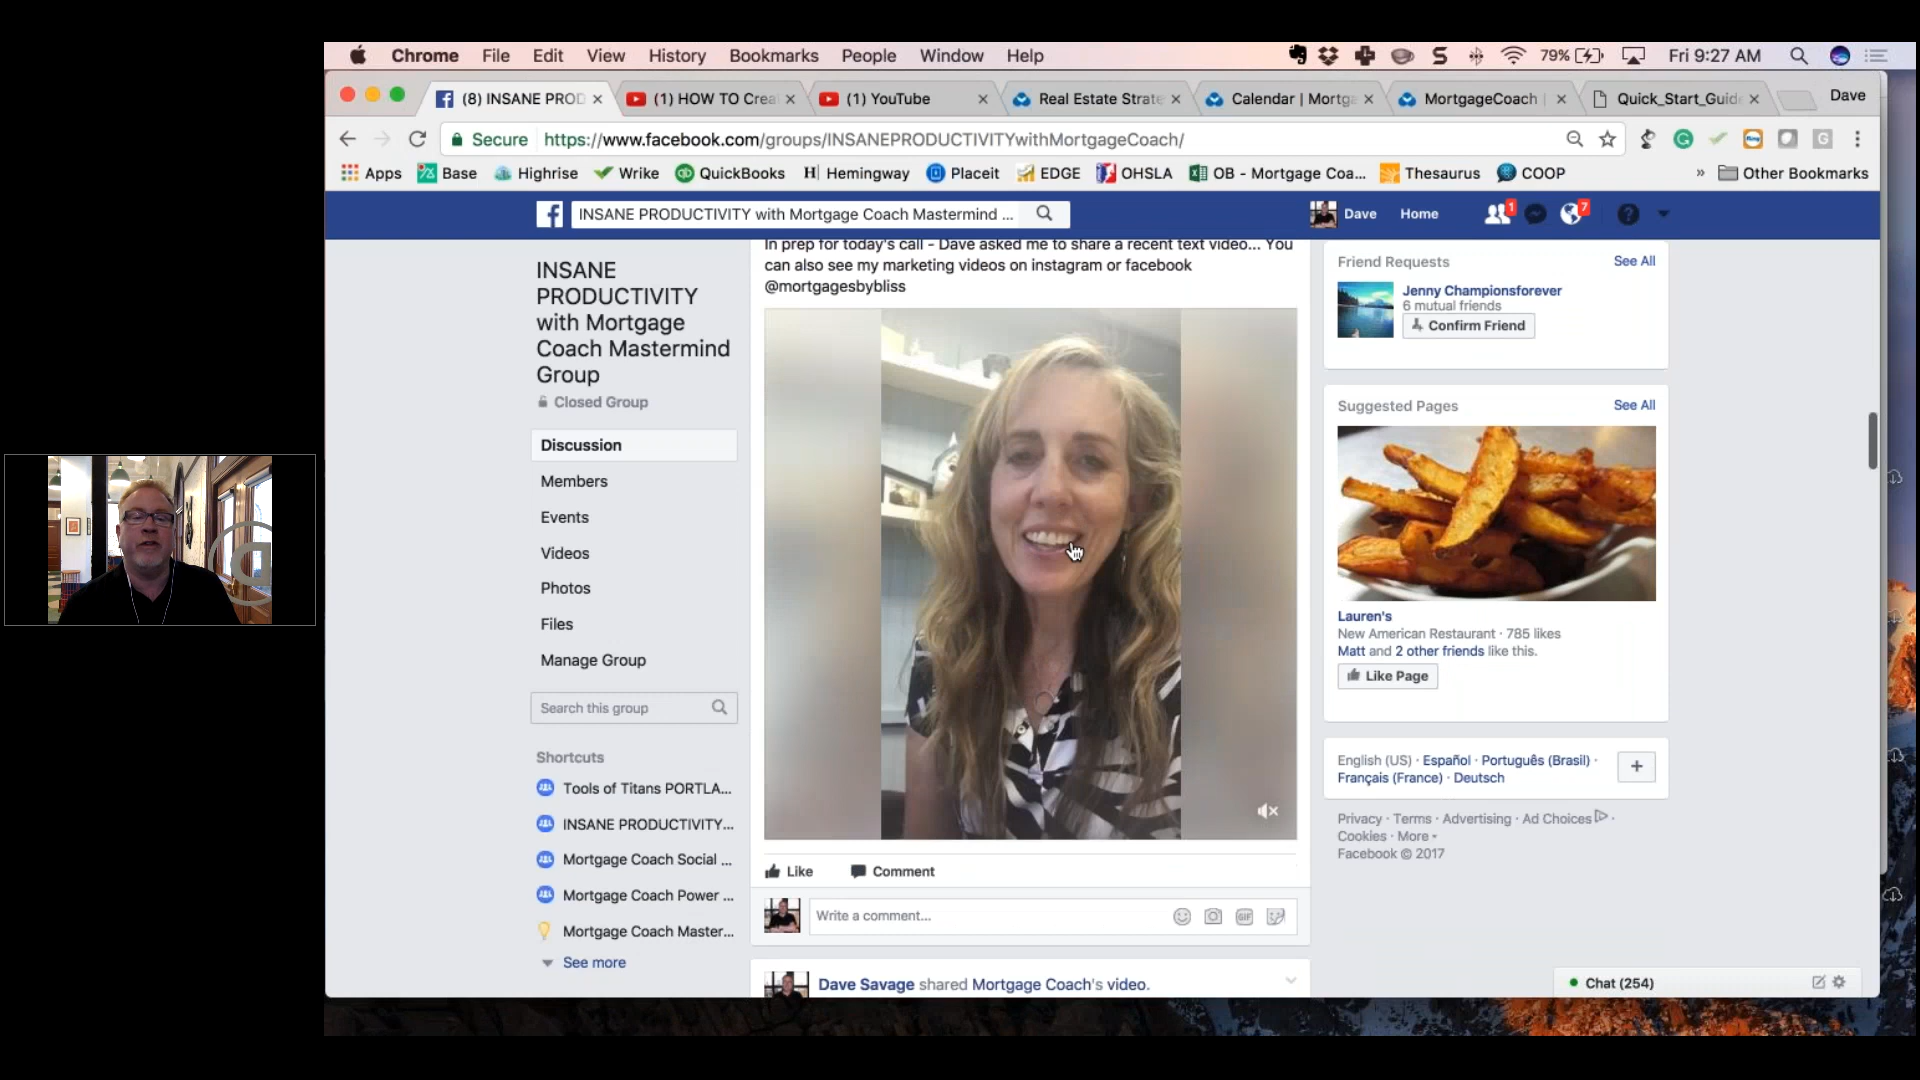 Chrome File Edit View History Bookmarks People Window Help 79% Fri 9:27 AM
(8) INSANE PROD (1) HOW TO Crea (1) YouTube Real Estate Strate Calendar | Mortga MortgageCoach | Quick_Start_Guid Dave
Secure https://www.facebook.com/groups/INSANEPRODUCTIVITYwithMortgageCoach/
Apps Base Highrise Wrike QuickBooks Hemingway Placeit EDGE OHSLA OB - Mortgage Coa... Thesaurus COOP » Other Bookmarks
INSANE PRODUCTIVITY with Mortgage Coach Mastermind ... Dave Home 1 7
INSANE
PRODUCTIVITY
with Mortgage
Coach Mastermind
Group
Closed Group
Discussion
Members
Events
Videos
Photos
Files
Manage Group
Search this group
Shortcuts
Tools of Titans PORTLA...
INSANE PRODUCTIVITY...
Mortgage Coach Social ...
Mortgage Coach Power ...
Mortgage Coach Master...
See more
In prep for today's call - Dave asked me to share a recent text video... You
can also see my marketing videos on instagram or facebook
@mortgagesbybliss
Like Comment
Write a comment...
GIF
Dave Savage shared Mortgage Coach's video.
Friend Requests See All
Jenny Championsforever
6 mutual friends
Confirm Friend
Suggested Pages See All
Lauren's
New American Restaurant · 785 likes
Matt and 2 other friends like this.
Like Page
English (US) · Español · Português (Brasil) ·
Français (France) · Deutsch
+
Privacy · Terms · Advertising · Ad Choices ·
Cookies · More
Facebook © 2017
Chat (254)